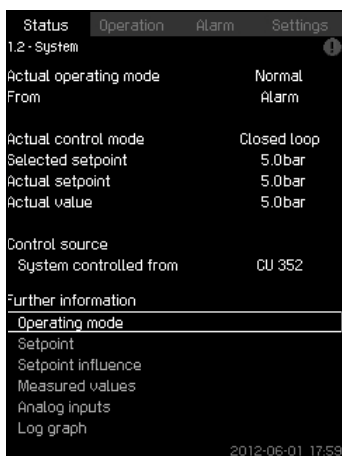 Status Operation Alarm Settings
1.2 - System
Actual operating mode Normal
From Alarm
Actual control mode Closed loop
Selected setpoint 5.0bar
Actual setpoint 5.0bar
Actual value 5.0bar
Control source
System controlled from CU 352
Further information
Operating mode
Setpoint
Setpoint influence
Measured values
Analog inputs
Log graph
2012-06-01 17:59